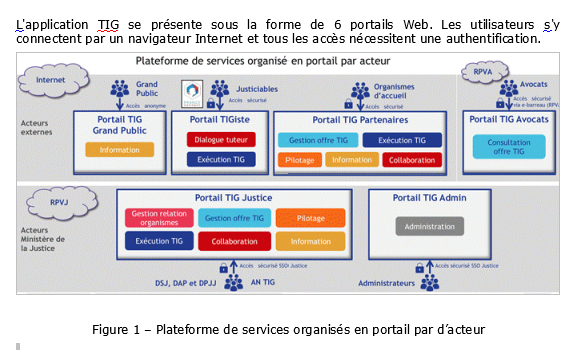 L'application TIG se présente sous la forme de 6 portails Web. Les utilisateurs s'y
connectent par un navigateur Internet et tous les accès nécessitent une authentification.
Plateforme de services organisé en portail par acteur
Internet
RPVA
Grand
Public
Justiciables
Organismes
d'accueil
Avocats
Accès anonyme
Accès sécurisé
Accès sécurisé
Accès sécurisé
via e-barreau (RPVA
Acteurs
externes
Portail TIG
Grand Public
Information
Portail TIGiste
Dialogue tuteur
Exécution TIG
Portail TIG Partenaires
Gestion offre TIG
Exécution TIG
Pilotage
Information
Collaboration
Portail TIG Avocats
Consultation
offre TIG
RPVJ
Acteurs
Ministère de
la Justice
Portail TIG Justice
Gestion relation
organismes
Gestion offre TIG
Pilotage
Exécution TIG
Collaboration
Information
Portail TIG Admin
Administration
Accès sécurisé SSO Justice
Accès sécurisé SSO Justice
DSJ, DAP et DPJJ
AN TIG
Administrateurs
Figure 1 – Plateforme de services organisés en portail par d'acteur